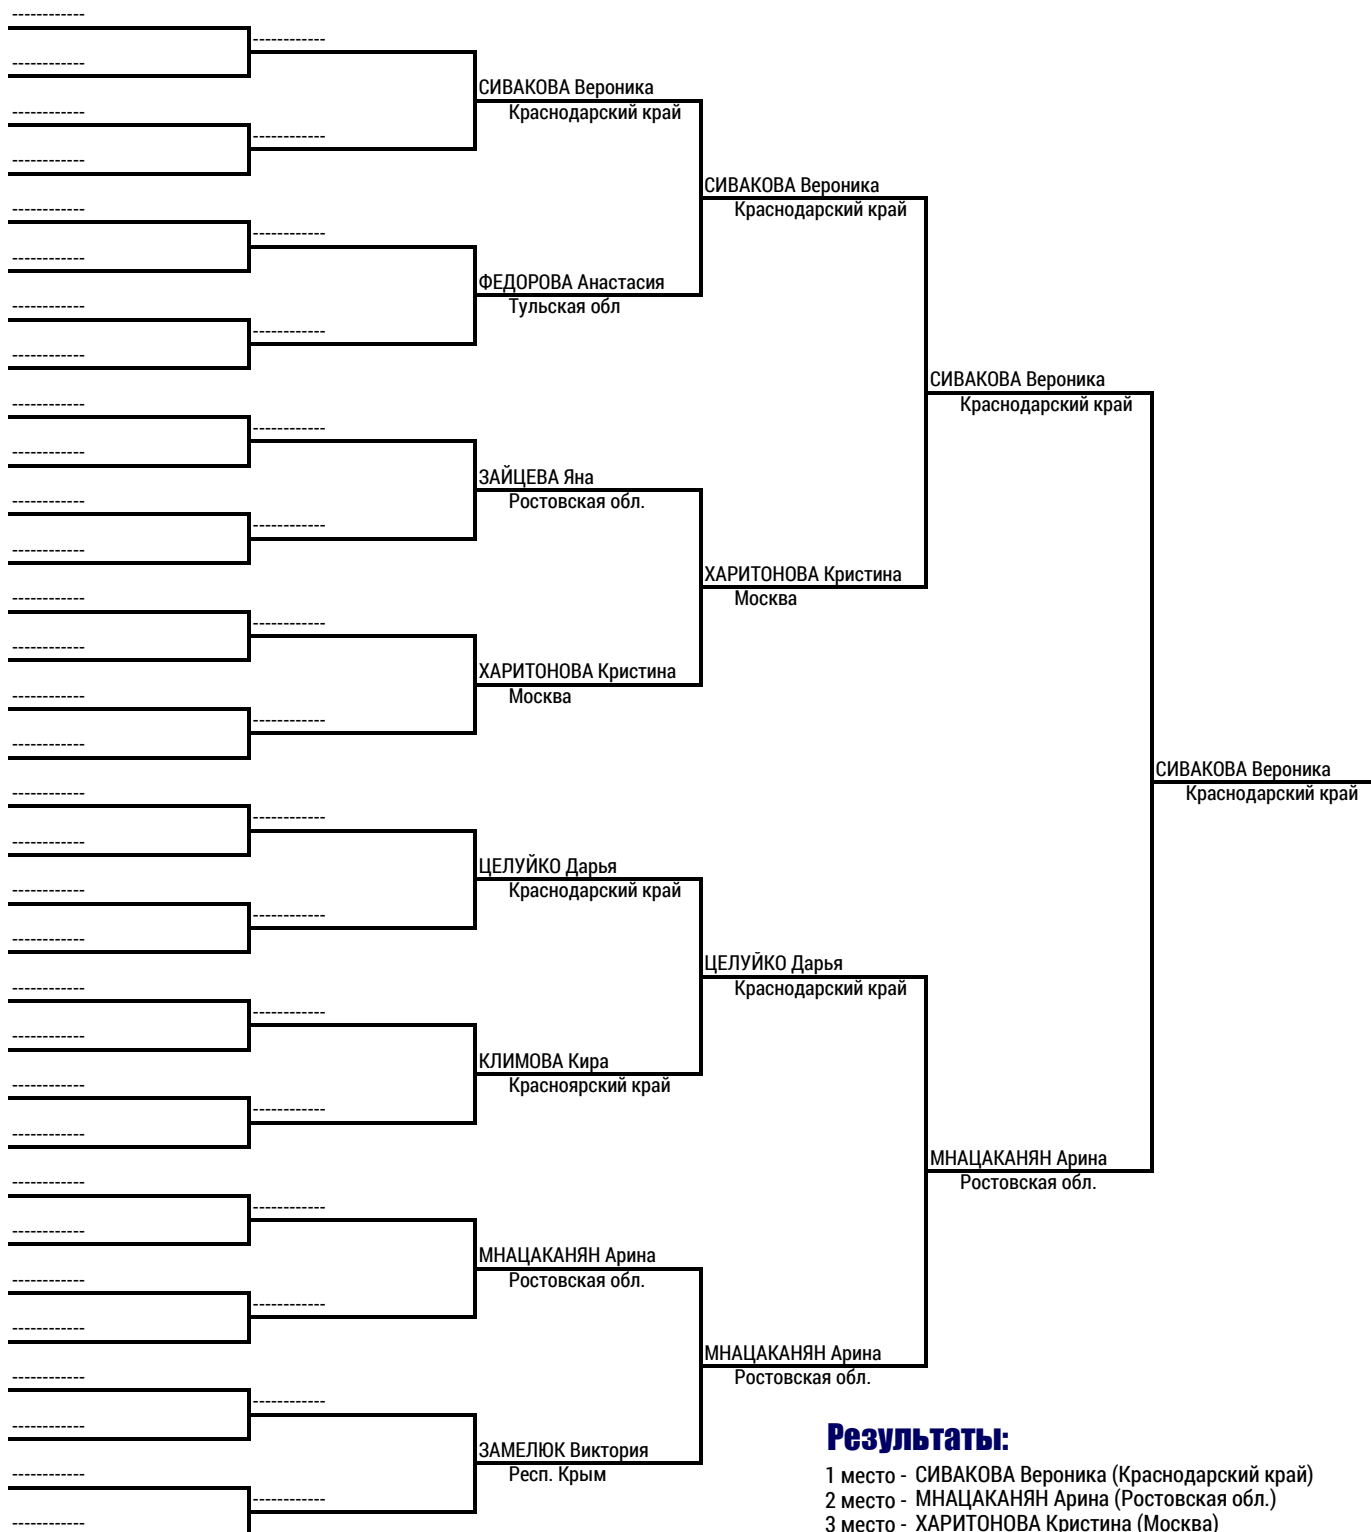 ------------
------------
------------
СИВАКОВА Вероника
Краснодарский край
------------
------------
------------
СИВАКОВА Вероника
Краснодарский край
------------
------------
------------
ФЕДОРОВА Анастасия
Тульская обл
------------
------------
------------
СИВАКОВА Вероника
Краснодарский край
------------
------------
------------
ЗАЙЦЕВА Яна
Ростовская обл.
------------
------------
------------
ХАРИТОНОВА Кристина
Москва
------------
------------
------------
ХАРИТОНОВА Кристина
Москва
------------
------------
------------
СИВАКОВА Вероника
Краснодарский край
------------
------------
------------
ЦЕЛУЙКО Дарья
Краснодарский край
------------
------------
------------
ЦЕЛУЙКО Дарья
Краснодарский край
------------
------------
------------
КЛИМОВА Кира
Красноярский край
------------
------------
------------
МНАЦАКАНЯН Арина
Ростовская обл.
------------
------------
------------
МНАЦАКАНЯН Арина
Ростовская обл.
------------
------------
------------
МНАЦАКАНЯН Арина
Ростовская обл.
------------
------------
------------
ЗАМЕЛЮК Виктория
Респ. Крым
------------
------------
------------
Результаты:
1 место - СИВАКОВА Вероника (Краснодарский край)
2 место - МНАЦАКАНЯН Арина (Ростовская обл.)
3 место - ХАРИТОНОВА Кристина (Москва)